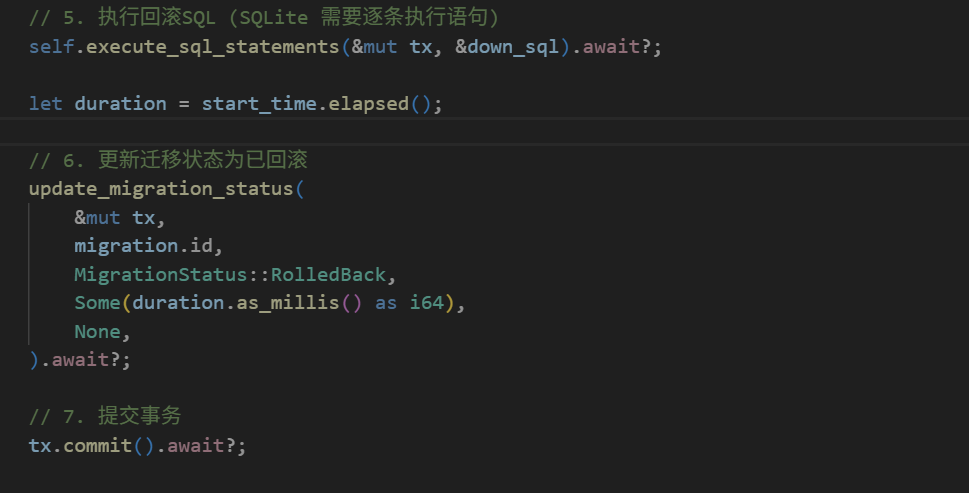 // 5. 执行回滚SQL (SQLite 需要逐条执行语句)
self.execute_sql_statements(&mut tx, &down_sql).await?;
let duration = start_time.elapsed();
// 6. 更新迁移状态为已回滚
update_migration_status(
&mut tx,
migration.id,
MigrationStatus::RolledBack,
Some(duration.as_millis() as i64),
None,
).await?;
// 7. 提交事务
tx.commit().await?;